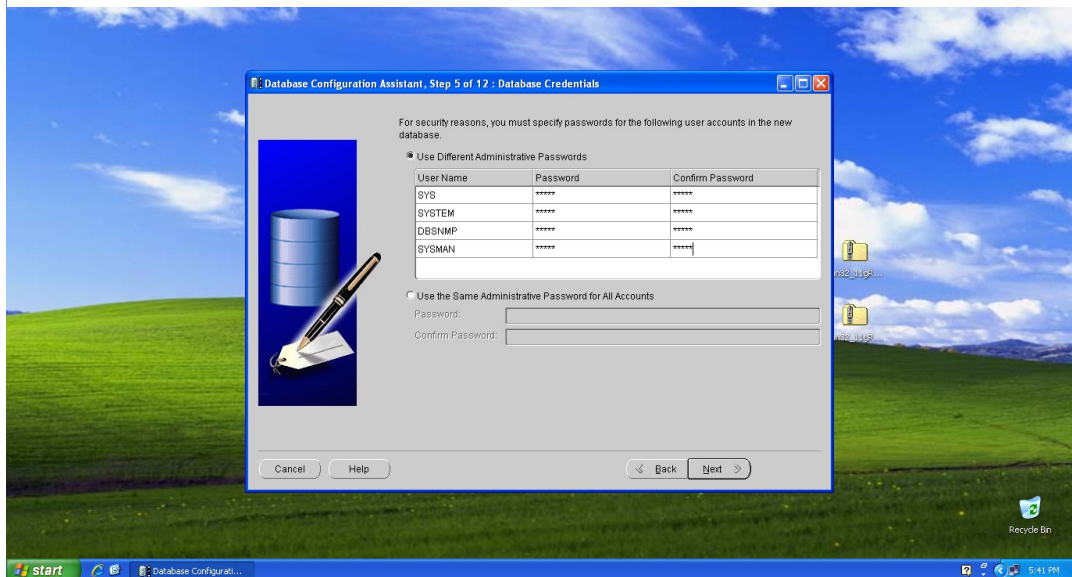 Database Configuration Assistant, Step 5 of 12 : Database Credentials
For security reasons, you must specify passwords for the following user accounts in the new
database.
Use Different Administrative Passwords
User Name Password Confirm Password
SYS ***** *****
SYSTEM ***** *****
DBSNMP ***** *****
SYSMAN ***** *****
Use the Same Administrative Password for All Accounts
Password:
Confirm Password:
Cancel Help Back Next
Recycle Bin
start Database Configurati... 5:41 PM